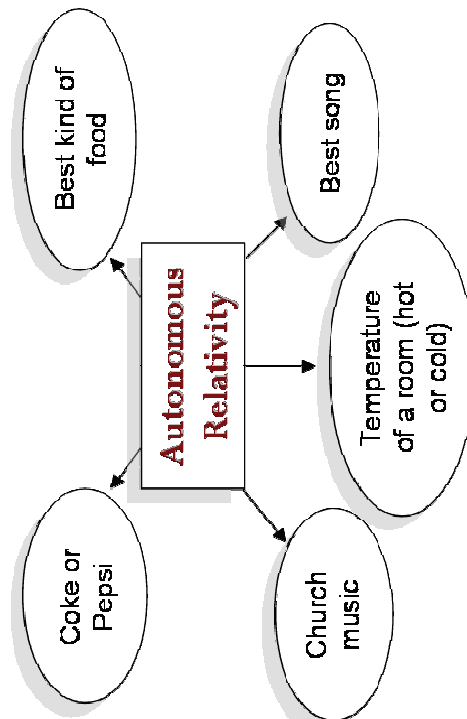 Coke or
Pepsi
Best kind of
food
Autonomous
Relativity
Church
music
Temperature
of a room (hot
or cold)
Best song